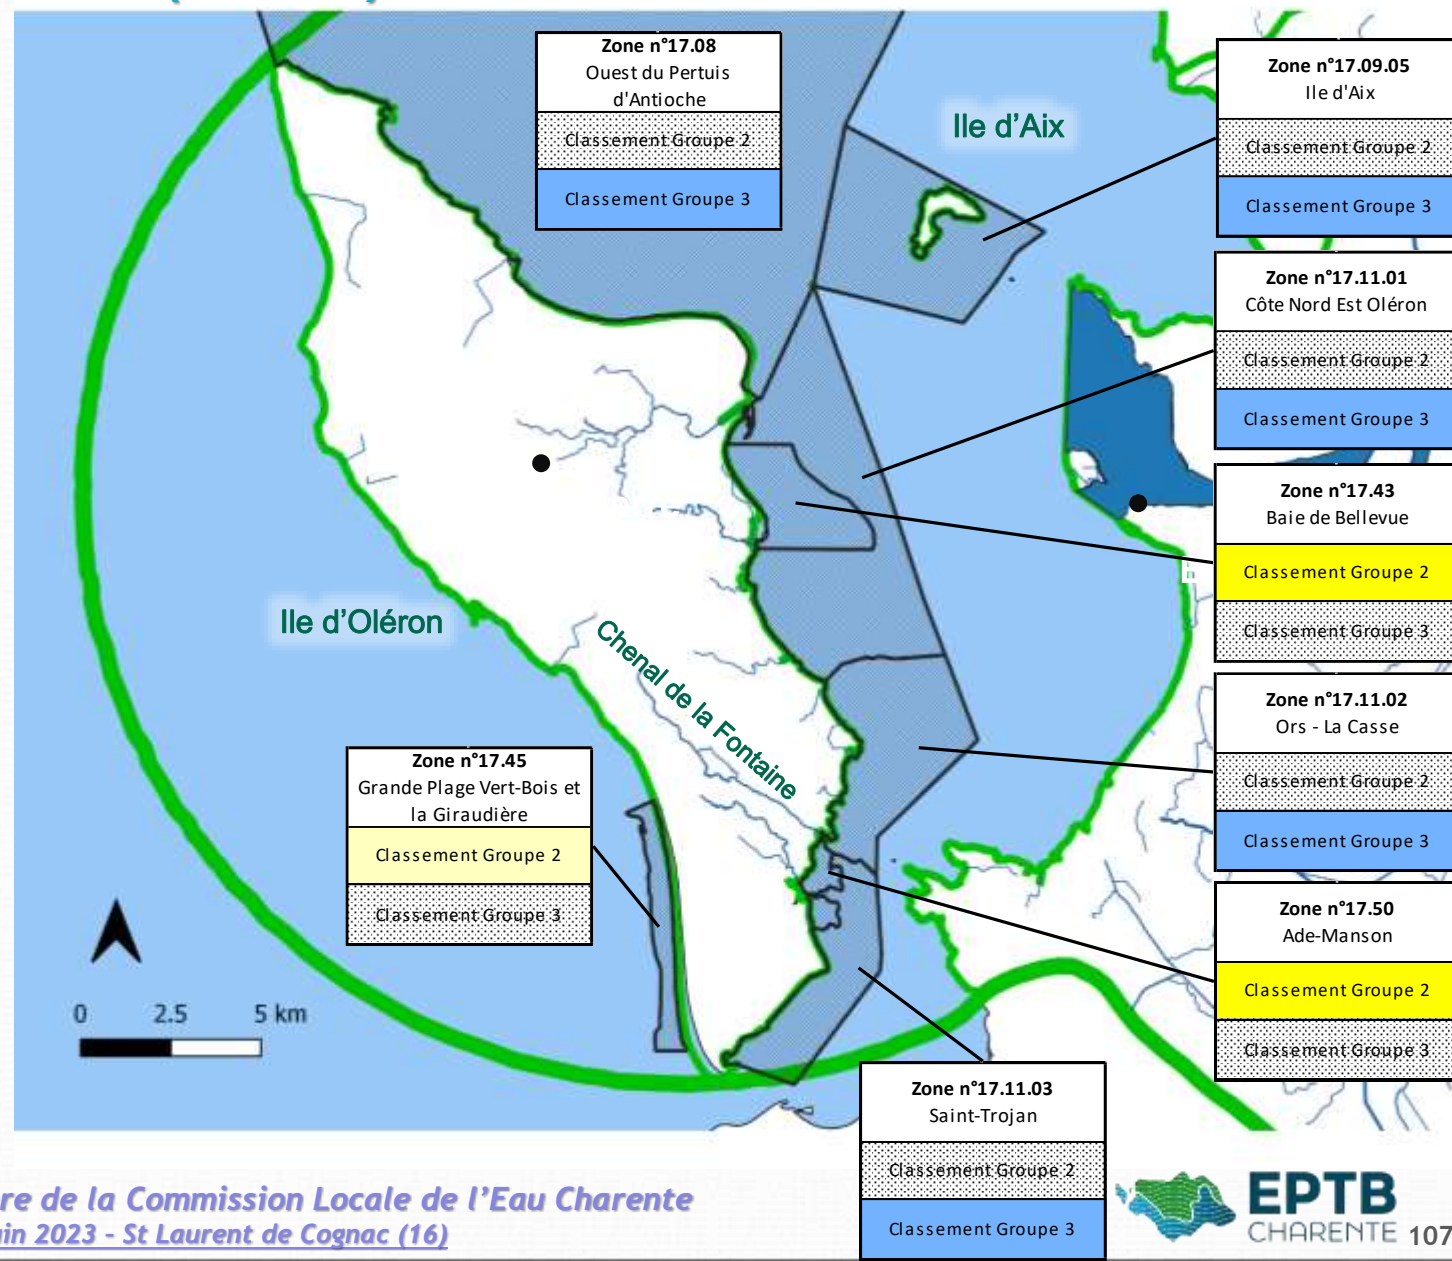 Zone n°17.08
Ouest du Pertuis
d'Antioche
Classement Groupe 2
Classement Groupe 3
Ile d'Aix
Zone n°17.09.05
Ile d'Aix
Classement Groupe 2
Classement Groupe 3
Zone n°17.11.01
Côte Nord Est Oléron
Classement Groupe 2
Classement Groupe 3
Zone n°17.43
Baie de Bellevue
Classement Groupe 2
Classement Groupe 3
Ile d'Oléron
Chenal de la Fontaine
Zone n°17.11.02
Ors - La Casse
Classement Groupe 2
Classement Groupe 3
Zone n°17.45
Grande Plage Vert-Bois et
la Giraudière
Classement Groupe 2
Classement Groupe 3
Zone n°17.50
Ade-Manson
Classement Groupe 2
Classement Groupe 3
0 2.5 5 km
Zone n°17.11.03
Saint-Trojan
Classement Groupe 2
Classement Groupe 3
re de la Commission Locale de l'Eau Charente
in 2023 - St Laurent de Cognac (16)
EPTB
CHARENTE
107